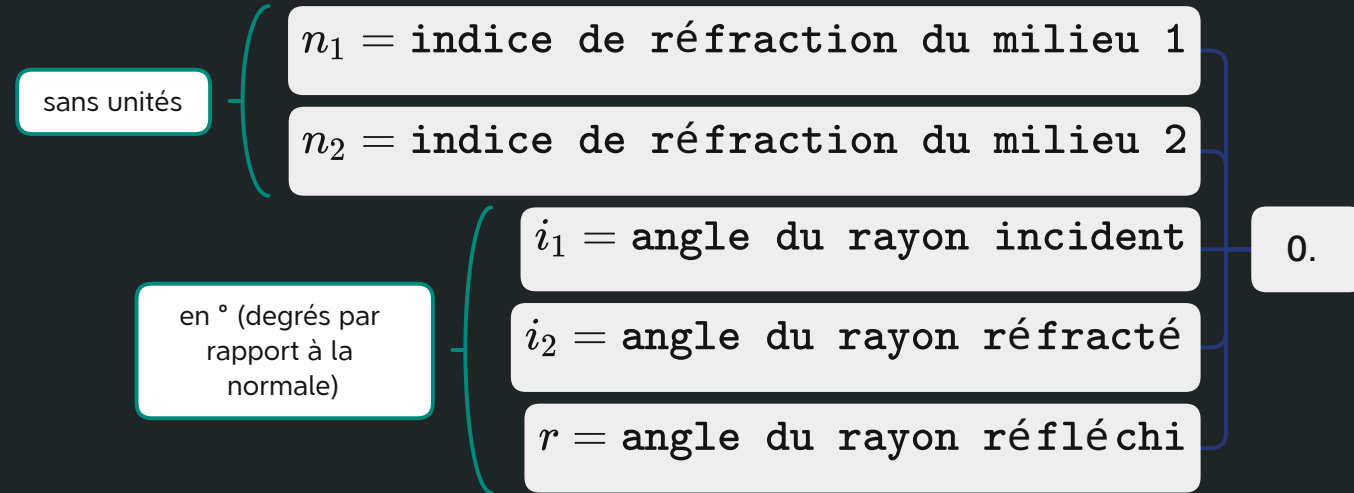 sans unités
n₁ = indice de réfraction du milieu 1
n₂ = indice de réfraction du milieu 2
i₁ = angle du rayon incident
0.
en ° (degrés par
rapport à la
normale)
i₂ = angle du rayon réfracté
r = angle du rayon réfléchi